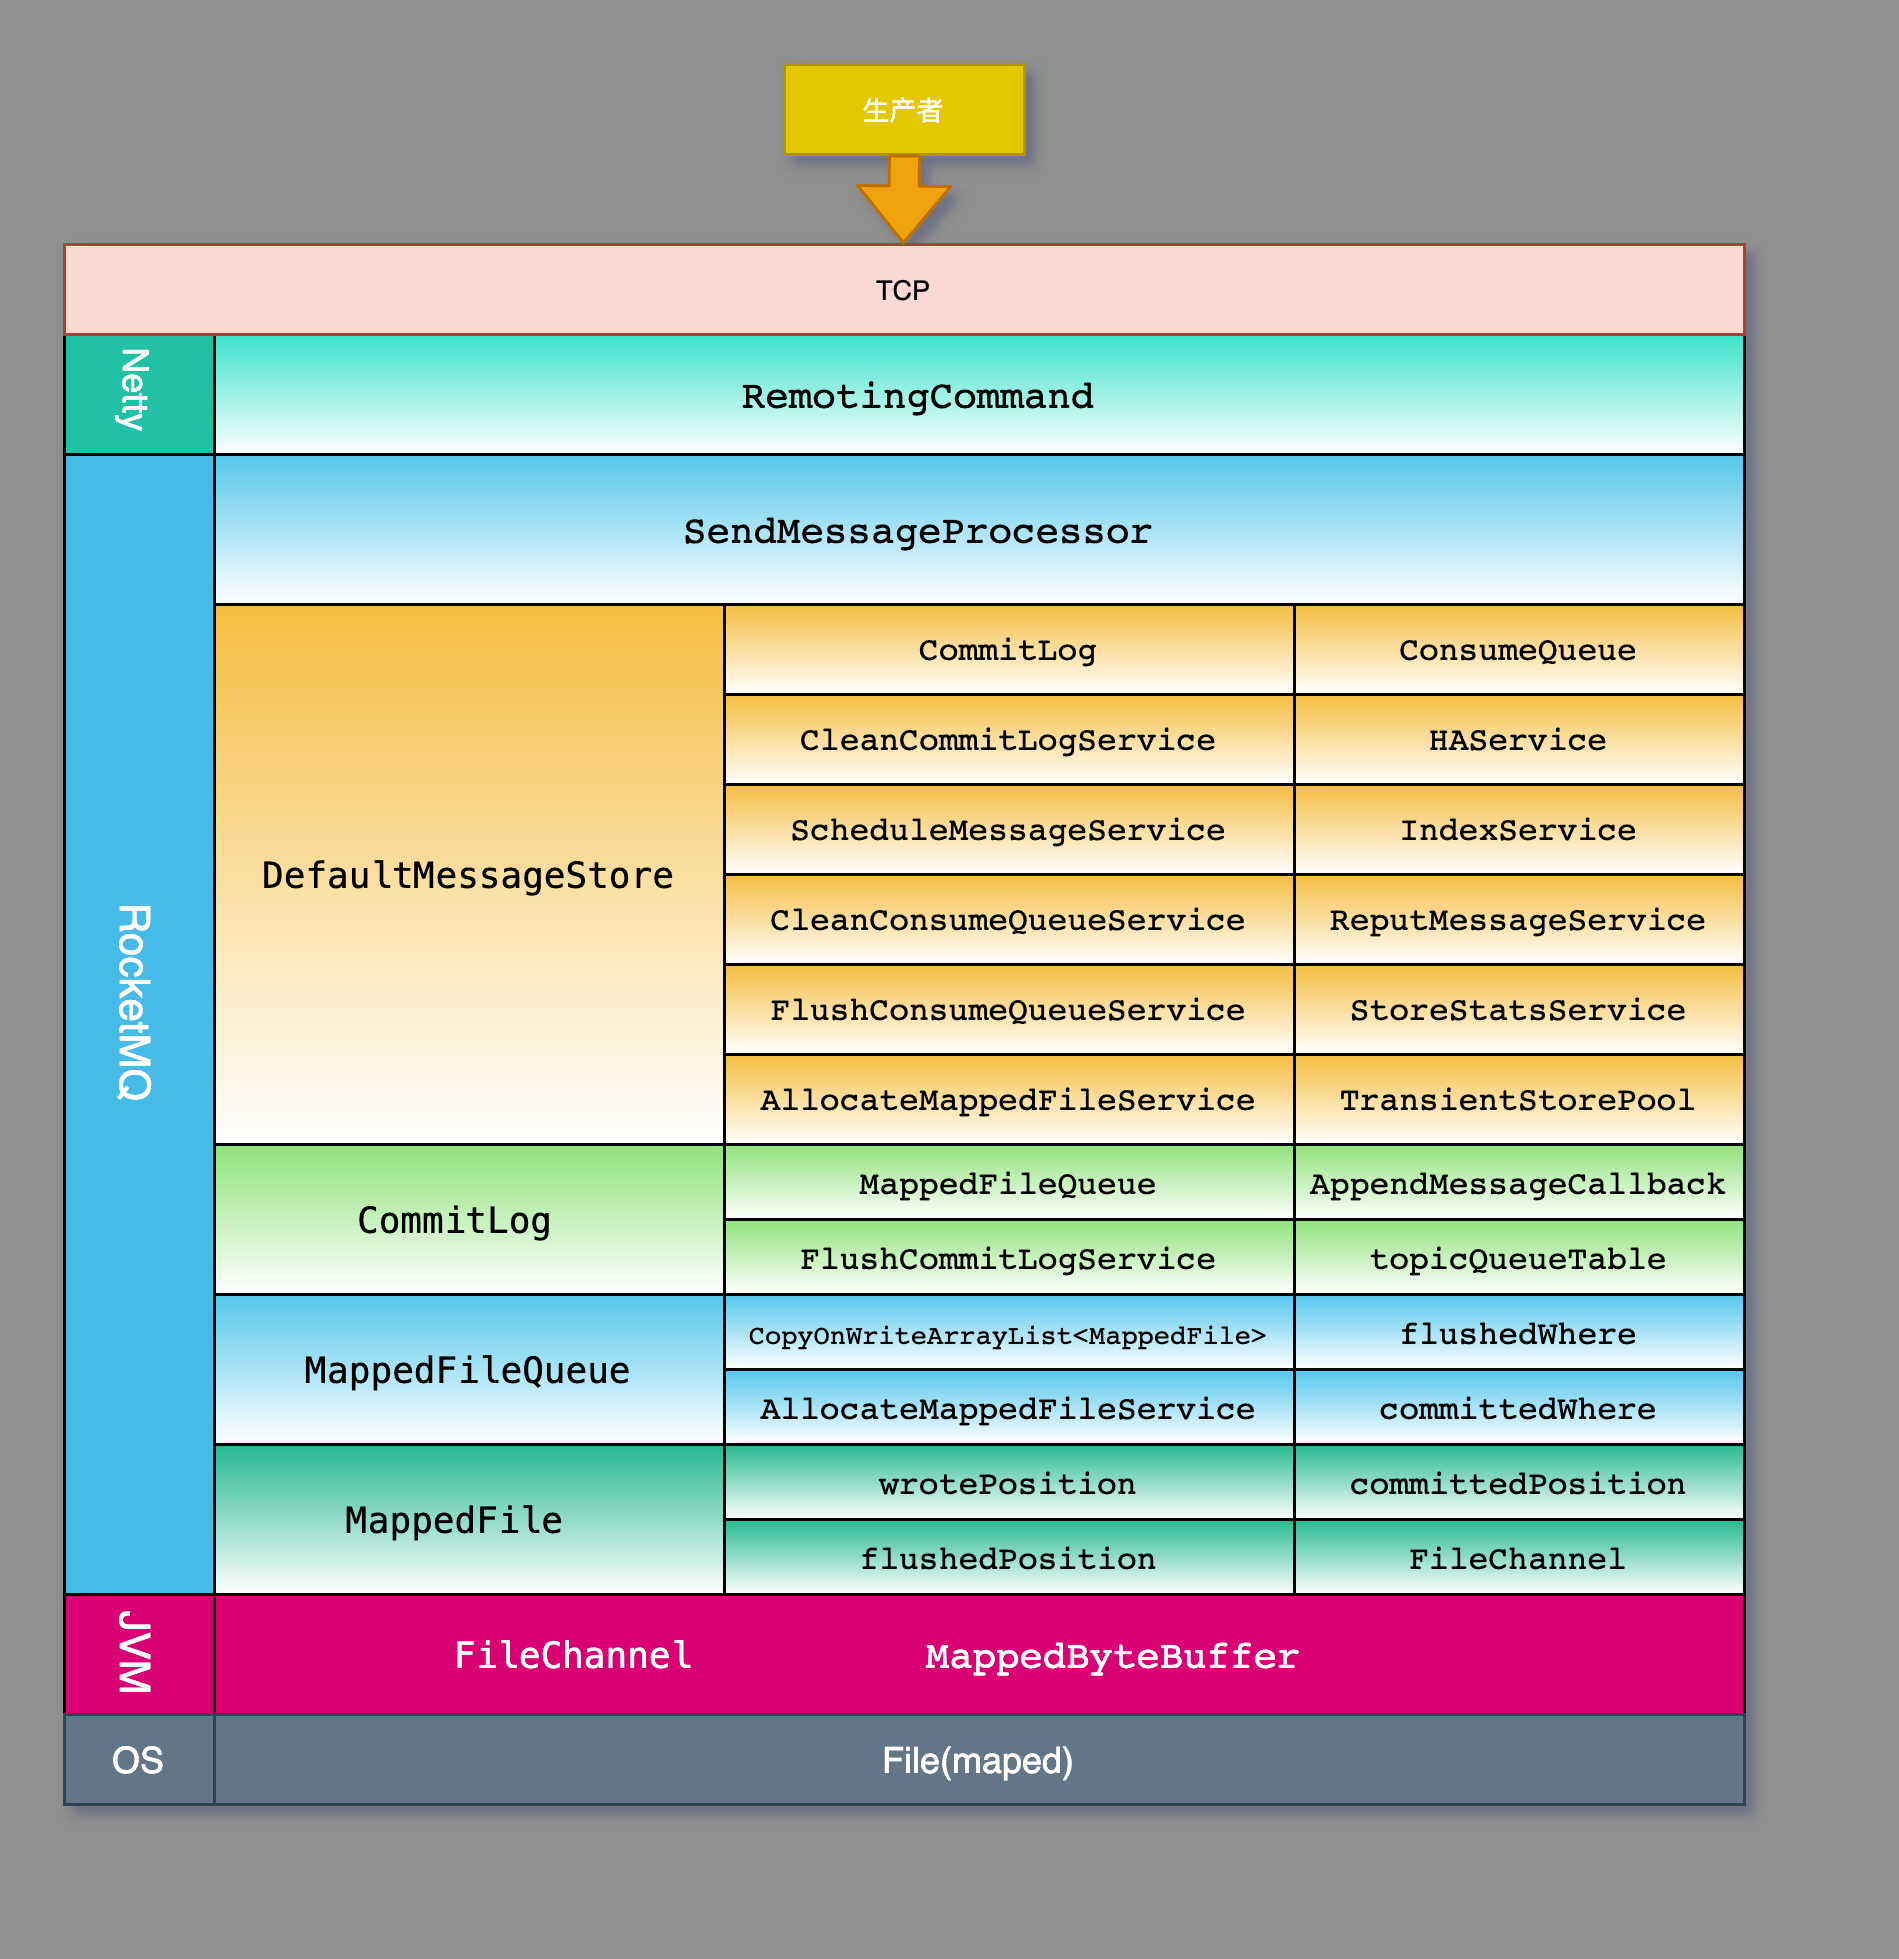 生产者
TCP
Netty
RemotingCommand
RocketMQ
SendMessageProcessor
DefaultMessageStore
CommitLog
ConsumeQueue
CleanCommitLogService
HAService
ScheduleMessageService
IndexService
CleanConsumeQueueService
ReputMessageService
FlushConsumeQueueService
StoreStatsService
AllocateMappedFileService
TransientStorePool
CommitLog
MappedFileQueue
AppendMessageCallback
FlushCommitLogService
topicQueueTable
MappedFileQueue
CopyOnWriteArrayList<MappedFile>
flushedWhere
AllocateMappedFileService
committedWhere
MappedFile
wrotePosition
committedPosition
flushedPosition
FileChannel
JVM
FileChannel
MappedByteBuffer
OS
File(maped)